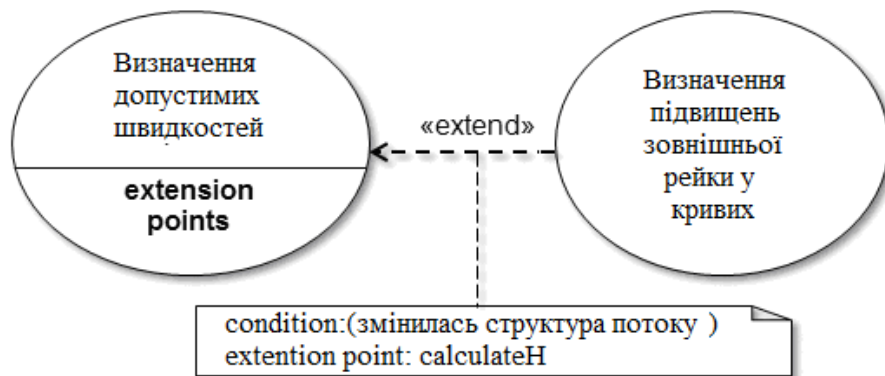 Визначення
допустимих
швидкостей
extension
points
«extend»
Визначення
підвищень
зовнішньої
рейки у
кривих
condition:(змінилась структура потоку )
extention point: calculateH